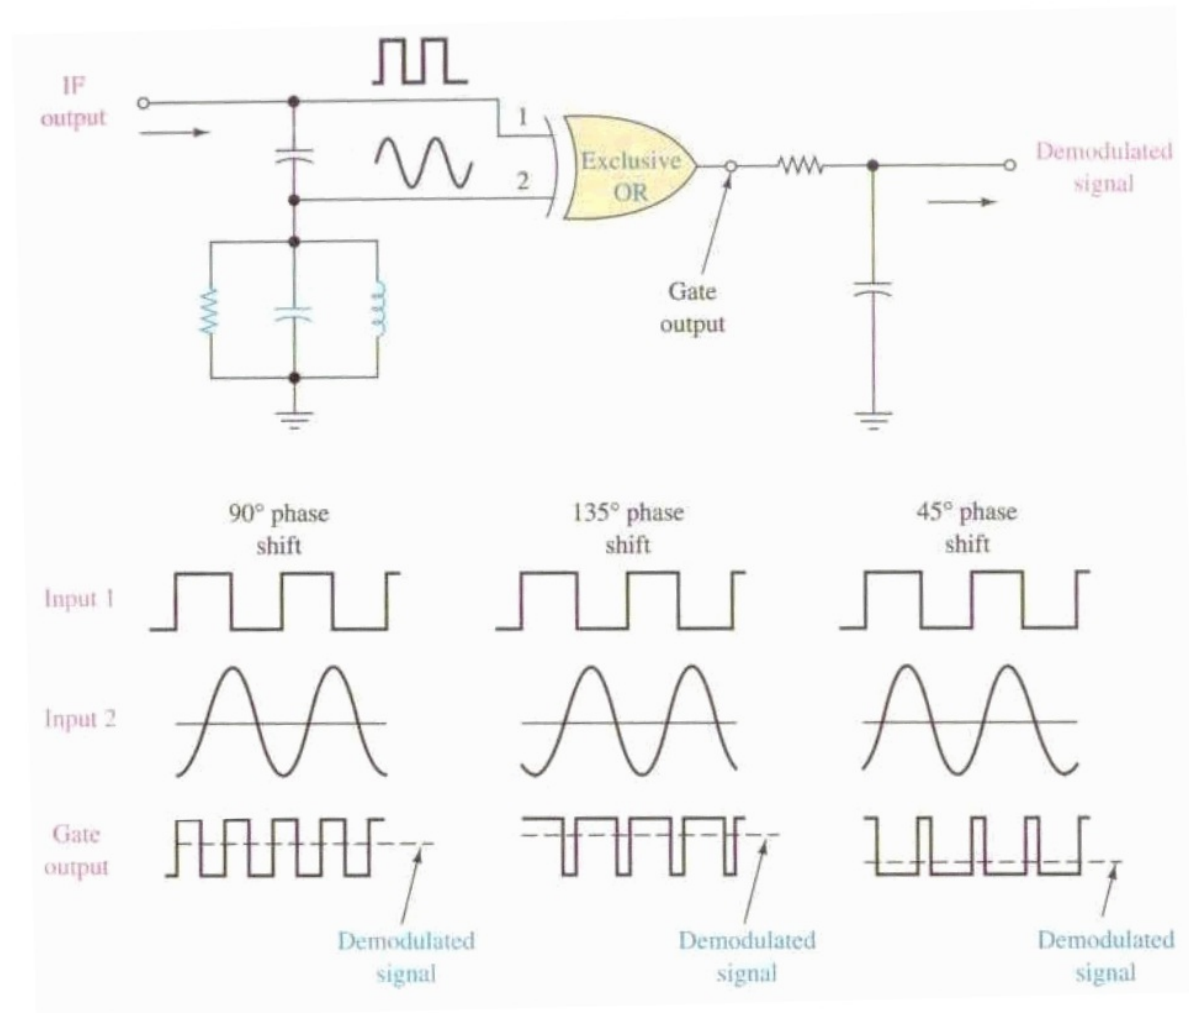 IF
output
1
2
Exclusive
OR
Demodulated
signal
Gate
output
90° phase
shift
135° phase
shift
45° phase
shift
Input 1
Input 2
Gate
output
Demodulated
signal
Demodulated
signal
Demodulated
signal